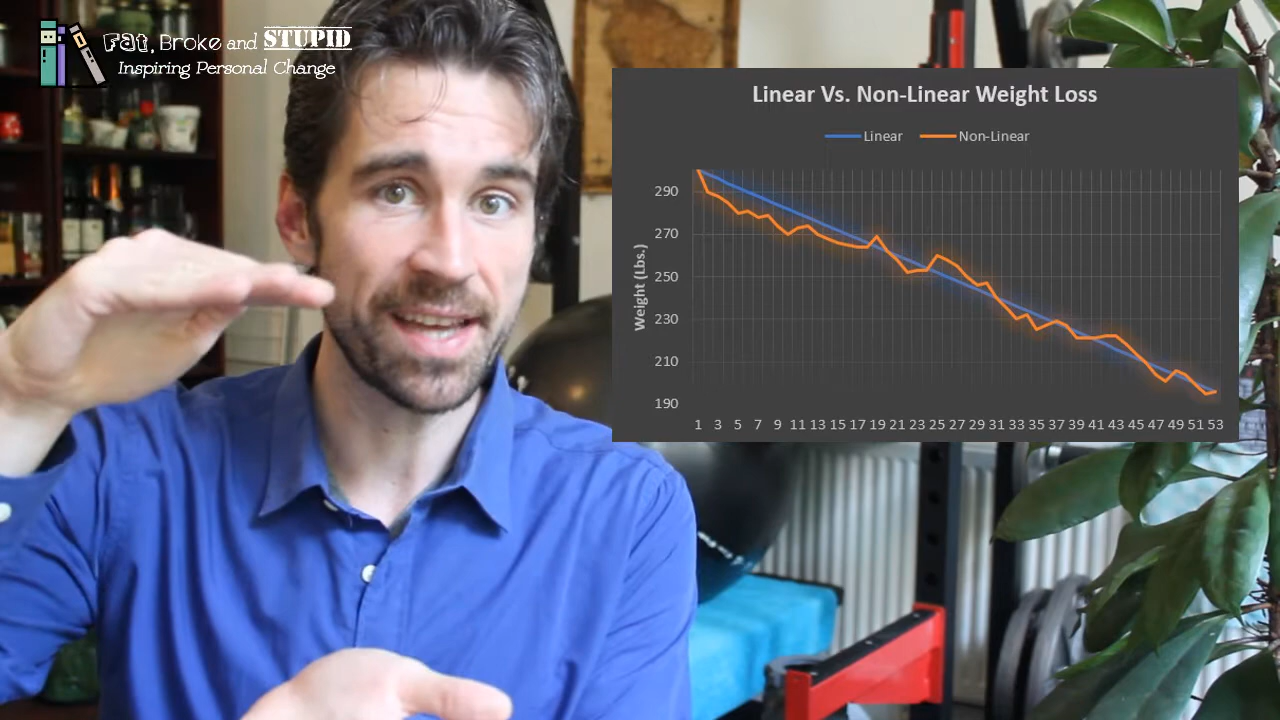 Fat, Broke and STUPID
Inspiring Personal Change
Linear Vs. Non-Linear Weight Loss
Linear Non-Linear
Weight (Lbs.)
290
270
250
230
210
190
1 3 5 7 9 11 13 15 17 19 21 23 25 27 29 31 33 35 37 39 41 43 45 47 49 51 53